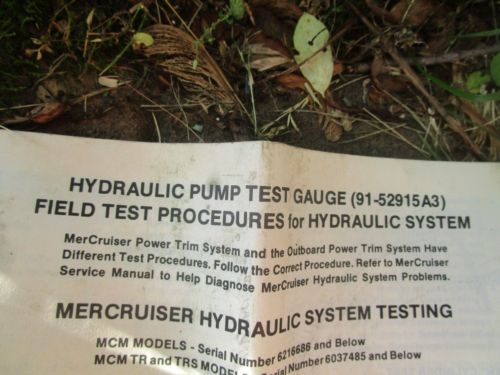 HYDRAULIC PUMP TEST GAUGE (91-52915A3)
FIELD TEST PROCEDURES for HYDRAULIC SYSTEM
MerCruiser Power Trim System and the Outboard Power Trim System Have
Different Test Procedures. Follow the Correct Procedure. Refer to MerCruiser
Service Manual to Help Diagnose MerCruiser Hydraulic System Problems.
MERCRUISER HYDRAULIC SYSTEM TESTING
MCM MODELS - Serial Number 6216686 and Below
MCM TR and TRS MODELS Serial Number 6037485 and Below